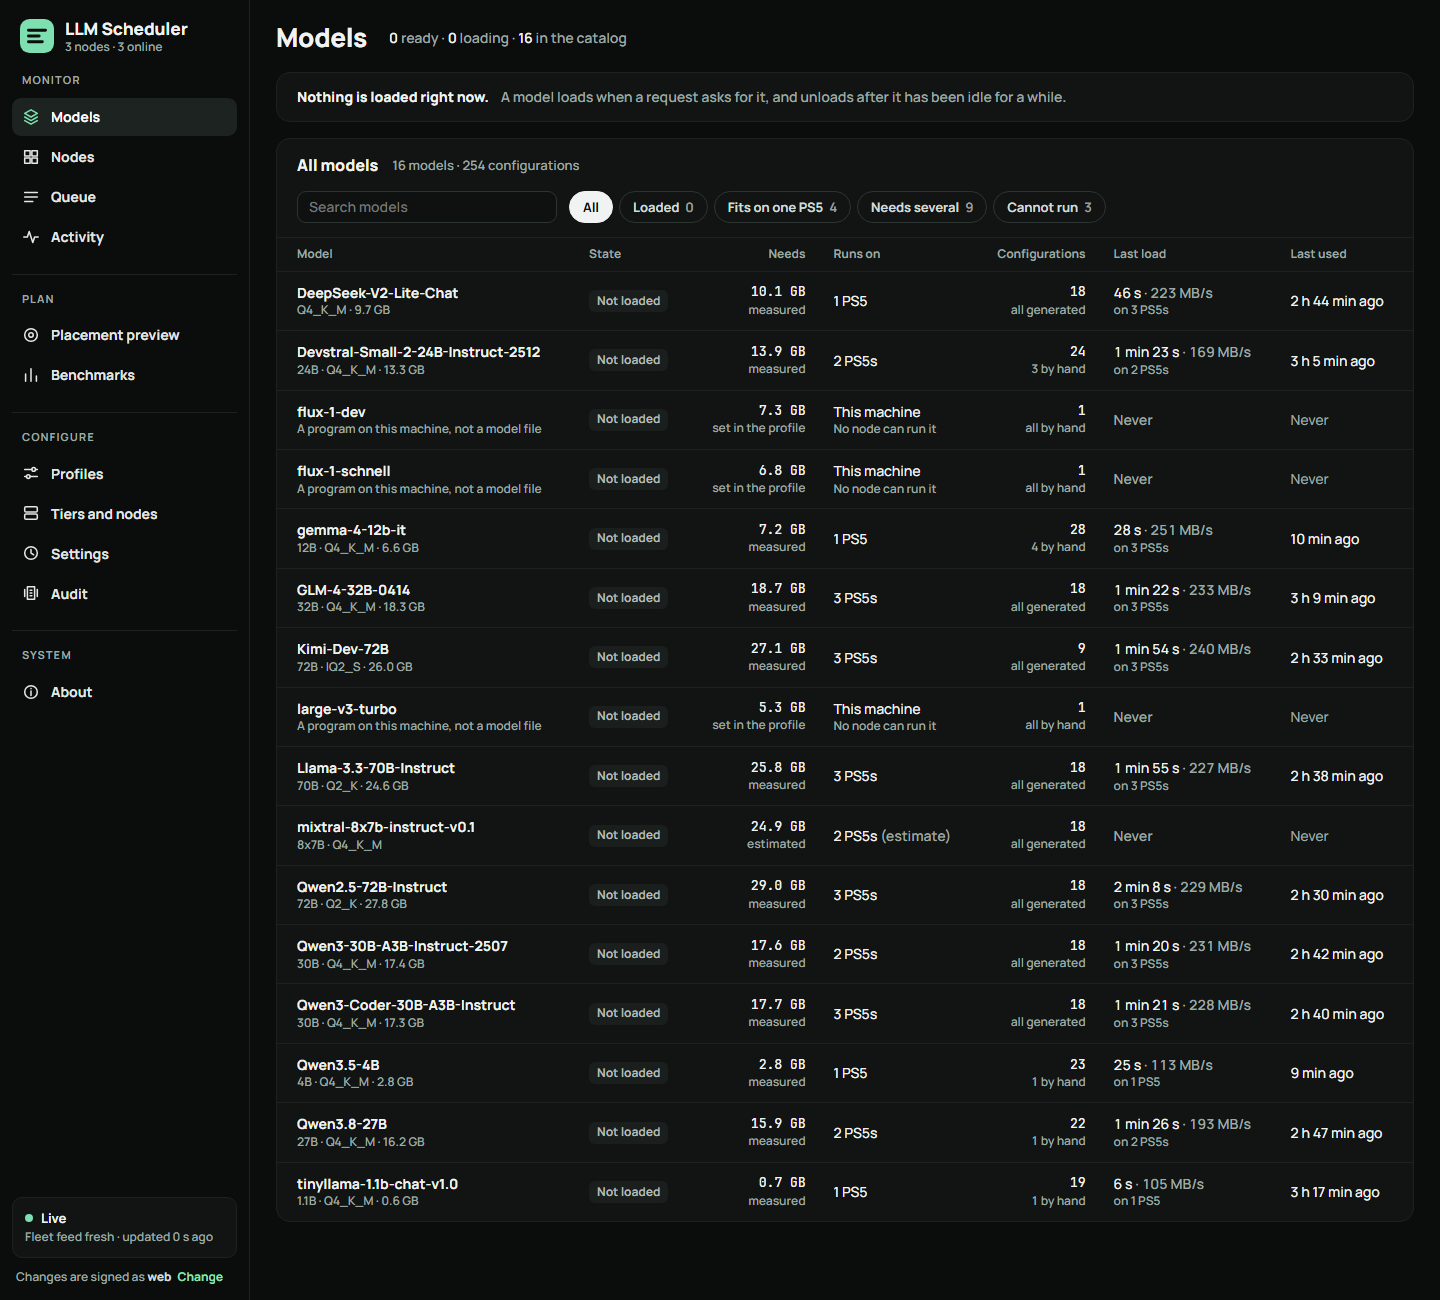 LLM Scheduler
3 nodes · 3 online
MONITOR
Models
Nodes
Queue
Activity
PLAN
Placement preview
Benchmarks
CONFIGURE
Profiles
Tiers and nodes
Settings
Audit
SYSTEM
About
Live
Fleet feed fresh · updated 0 s ago
Changes are signed as web Change
Models 0 ready · 0 loading · 16 in the catalog
Nothing is loaded right now. A model loads when a request asks for it, and unloads after it has been idle for a while.
All models 16 models · 254 configurations
Search models All Loaded 0 Fits on one PS5 4 Needs several 9 Cannot run 3
Model State Needs Runs on Configurations Last load Last used
DeepSeek-V2-Lite-Chat Not loaded 10.1 GB 1 PS5 18 46 s · 223 MB/s 2 h 44 min ago
Q4_K_M · 9.7 GB measured all generated on 3 PS5s
Devstral-Small-2-24B-Instruct-2512 Not loaded 13.9 GB 2 PS5s 24 1 min 23 s · 169 MB/s 3 h 5 min ago
24B · Q4_K_M · 13.3 GB measured 3 by hand on 2 PS5s
flux-1-dev Not loaded 7.3 GB This machine 1 Never Never
A program on this machine, not a model file set in the profile No node can run it all by hand
flux-1-schnell Not loaded 6.8 GB This machine 1 Never Never
A program on this machine, not a model file set in the profile No node can run it all by hand
gemma-4-12b-it Not loaded 7.2 GB 1 PS5 28 28 s · 251 MB/s 10 min ago
12B · Q4_K_M · 6.6 GB measured 4 by hand on 3 PS5s
GLM-4-32B-0414 Not loaded 18.7 GB 3 PS5s 18 1 min 22 s · 233 MB/s 3 h 9 min ago
32B · Q4_K_M · 18.3 GB measured all generated on 3 PS5s
Kimi-Dev-72B Not loaded 27.1 GB 3 PS5s 9 1 min 54 s · 240 MB/s 2 h 33 min ago
72B · IQ2_S · 26.0 GB measured all generated on 3 PS5s
large-v3-turbo Not loaded 5.3 GB This machine 1 Never Never
A program on this machine, not a model file set in the profile No node can run it all by hand
Llama-3.3-70B-Instruct Not loaded 25.8 GB 3 PS5s 18 1 min 55 s · 227 MB/s 2 h 38 min ago
70B · Q2_K · 24.6 GB measured all generated on 3 PS5s
mixtral-8x7b-instruct-v0.1 Not loaded 24.9 GB 2 PS5s (estimate) 18 Never Never
8x7B · Q4_K_M estimated all generated
Qwen2.5-72B-Instruct Not loaded 29.0 GB 3 PS5s 18 2 min 8 s · 229 MB/s 2 h 30 min ago
72B · Q2_K · 27.8 GB measured all generated on 3 PS5s
Qwen3-30B-A3B-Instruct-2507 Not loaded 17.6 GB 2 PS5s 18 1 min 20 s · 231 MB/s 2 h 42 min ago
30B · Q4_K_M · 17.4 GB measured all generated on 3 PS5s
Qwen3-Coder-30B-A3B-Instruct Not loaded 17.7 GB 3 PS5s 18 1 min 21 s · 228 MB/s 2 h 40 min ago
30B · Q4_K_M · 17.3 GB measured all generated on 3 PS5s
Qwen3.5-4B Not loaded 2.8 GB 1 PS5 23 25 s · 113 MB/s 9 min ago
4B · Q4_K_M · 2.8 GB measured 1 by hand on 1 PS5
Qwen3.8-27B Not loaded 15.9 GB 2 PS5s 22 1 min 26 s · 193 MB/s 2 h 47 min ago
27B · Q4_K_M · 16.2 GB measured 1 by hand on 2 PS5s
tinyllama-1.1b-chat-v1.0 Not loaded 0.7 GB 1 PS5 19 6 s · 105 MB/s 3 h 17 min ago
1.1B · Q4_K_M · 0.6 GB measured 1 by hand on 1 PS5